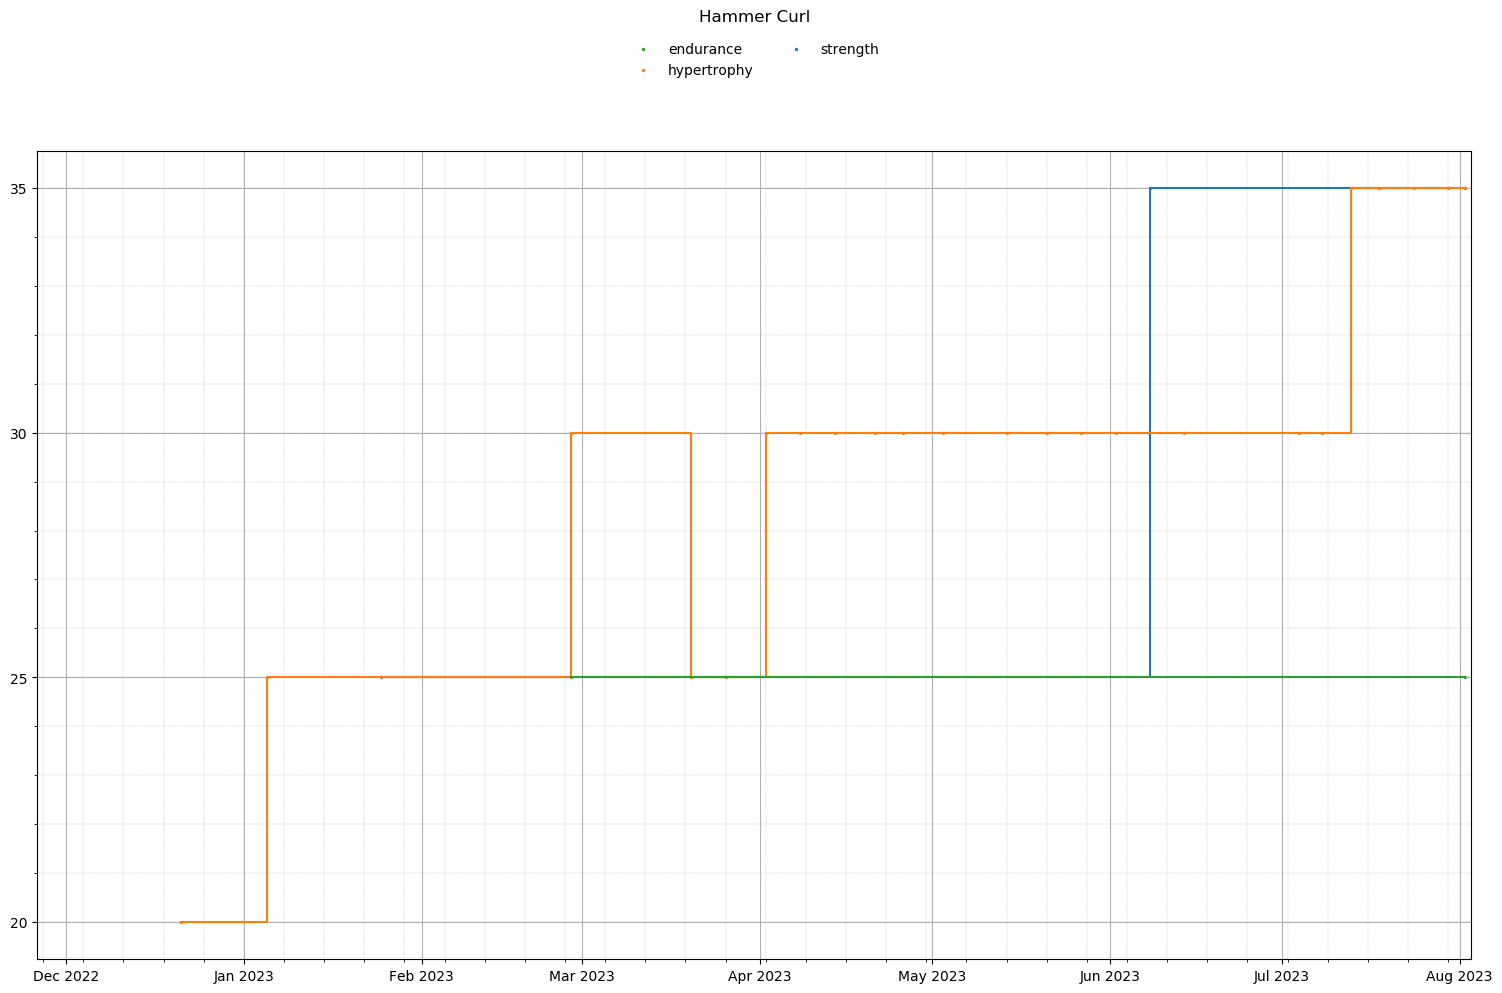 Hammer Curl
endurance
hypertrophy
strength
35
30
25
20
Dec 2022
Jan 2023
Feb 2023
Mar 2023
Apr 2023
May 2023
Jun 2023
Jul 2023
Aug 2023